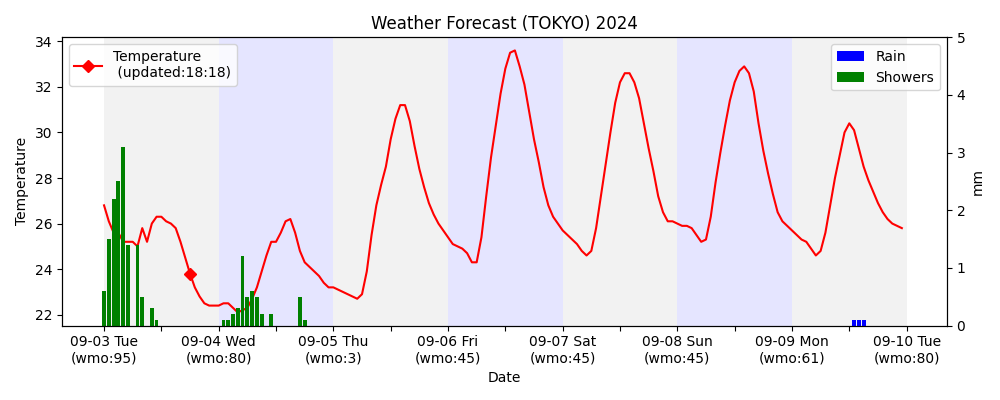 Weather Forecast (TOKYO) 2024
Temperature
(updated:18:18)
Rain
Showers
34
32
30
28
26
24
22
Temperature
5
4
3
2
1
0
mm
09-03 Tue
(wmo:95)
09-04 Wed
(wmo:80)
09-05 Thu
(wmo:3)
09-06 Fri
(wmo:45)
09-07 Sat
(wmo:45)
09-08 Sun
(wmo:45)
09-09 Mon
(wmo:61)
09-10 Tue
(wmo:80)
Date